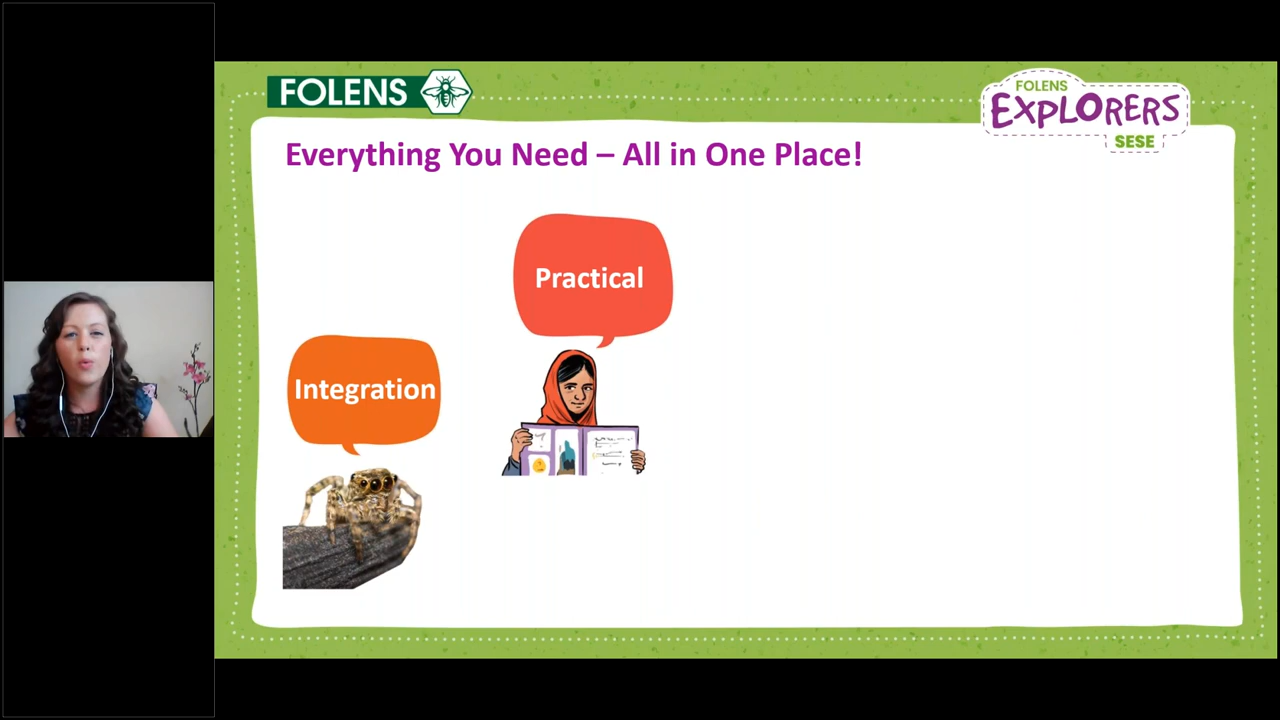 FOLENS
FOLENS
EXPLORERS
SESE
Everything You Need – All in One Place!
Practical
Integration